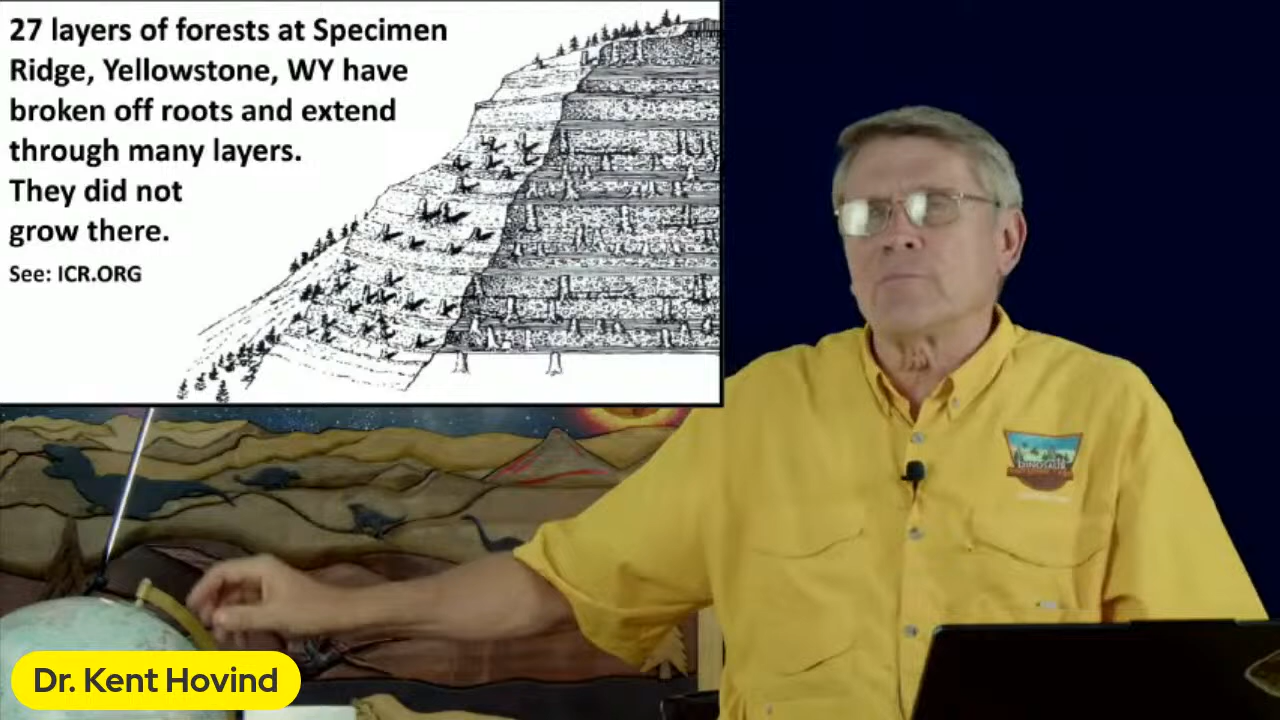 27 layers of forests at Specimen
Ridge, Yellowstone, WY have
broken off roots and extend
through many layers.
They did not
grow there.
See: ICR.ORG
DINOSAUR
Dr. Kent Hovind